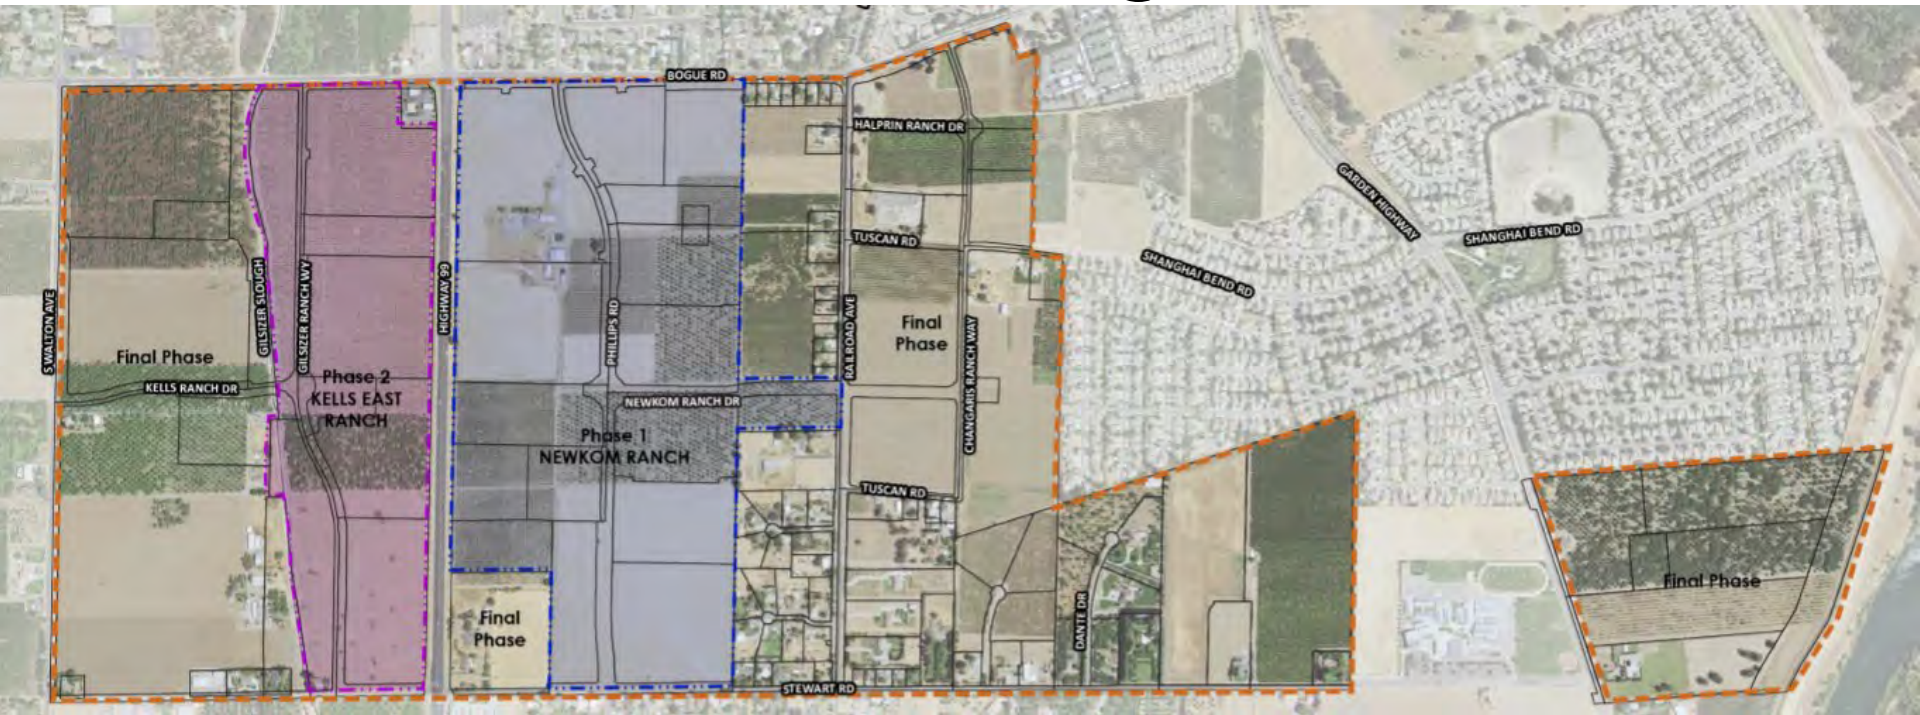 BOGUE RD
HALPRIN RANCH DR
GARDEN HIGHWAY
SHANGHAI BEND RD
TUSCAN RD
SHANGHAI BEND RD
S WALTON AVE
GILSIZER SLOUGH
GILSIZER RANCH WY
HIGHWAY 99
PHILLIPS RD
RAILROAD AVE
Final
Phase
CHANGARIS RANCH WAY
Final Phase
KELLS RANCH DR
Phase 2
KELLS EAST
RANCH
NEWKOM RANCH DR
Phase 1
NEWKOM RANCH
TUSCAN RD
Final Phase
Final
Phase
DANTE DR
STEWART RD